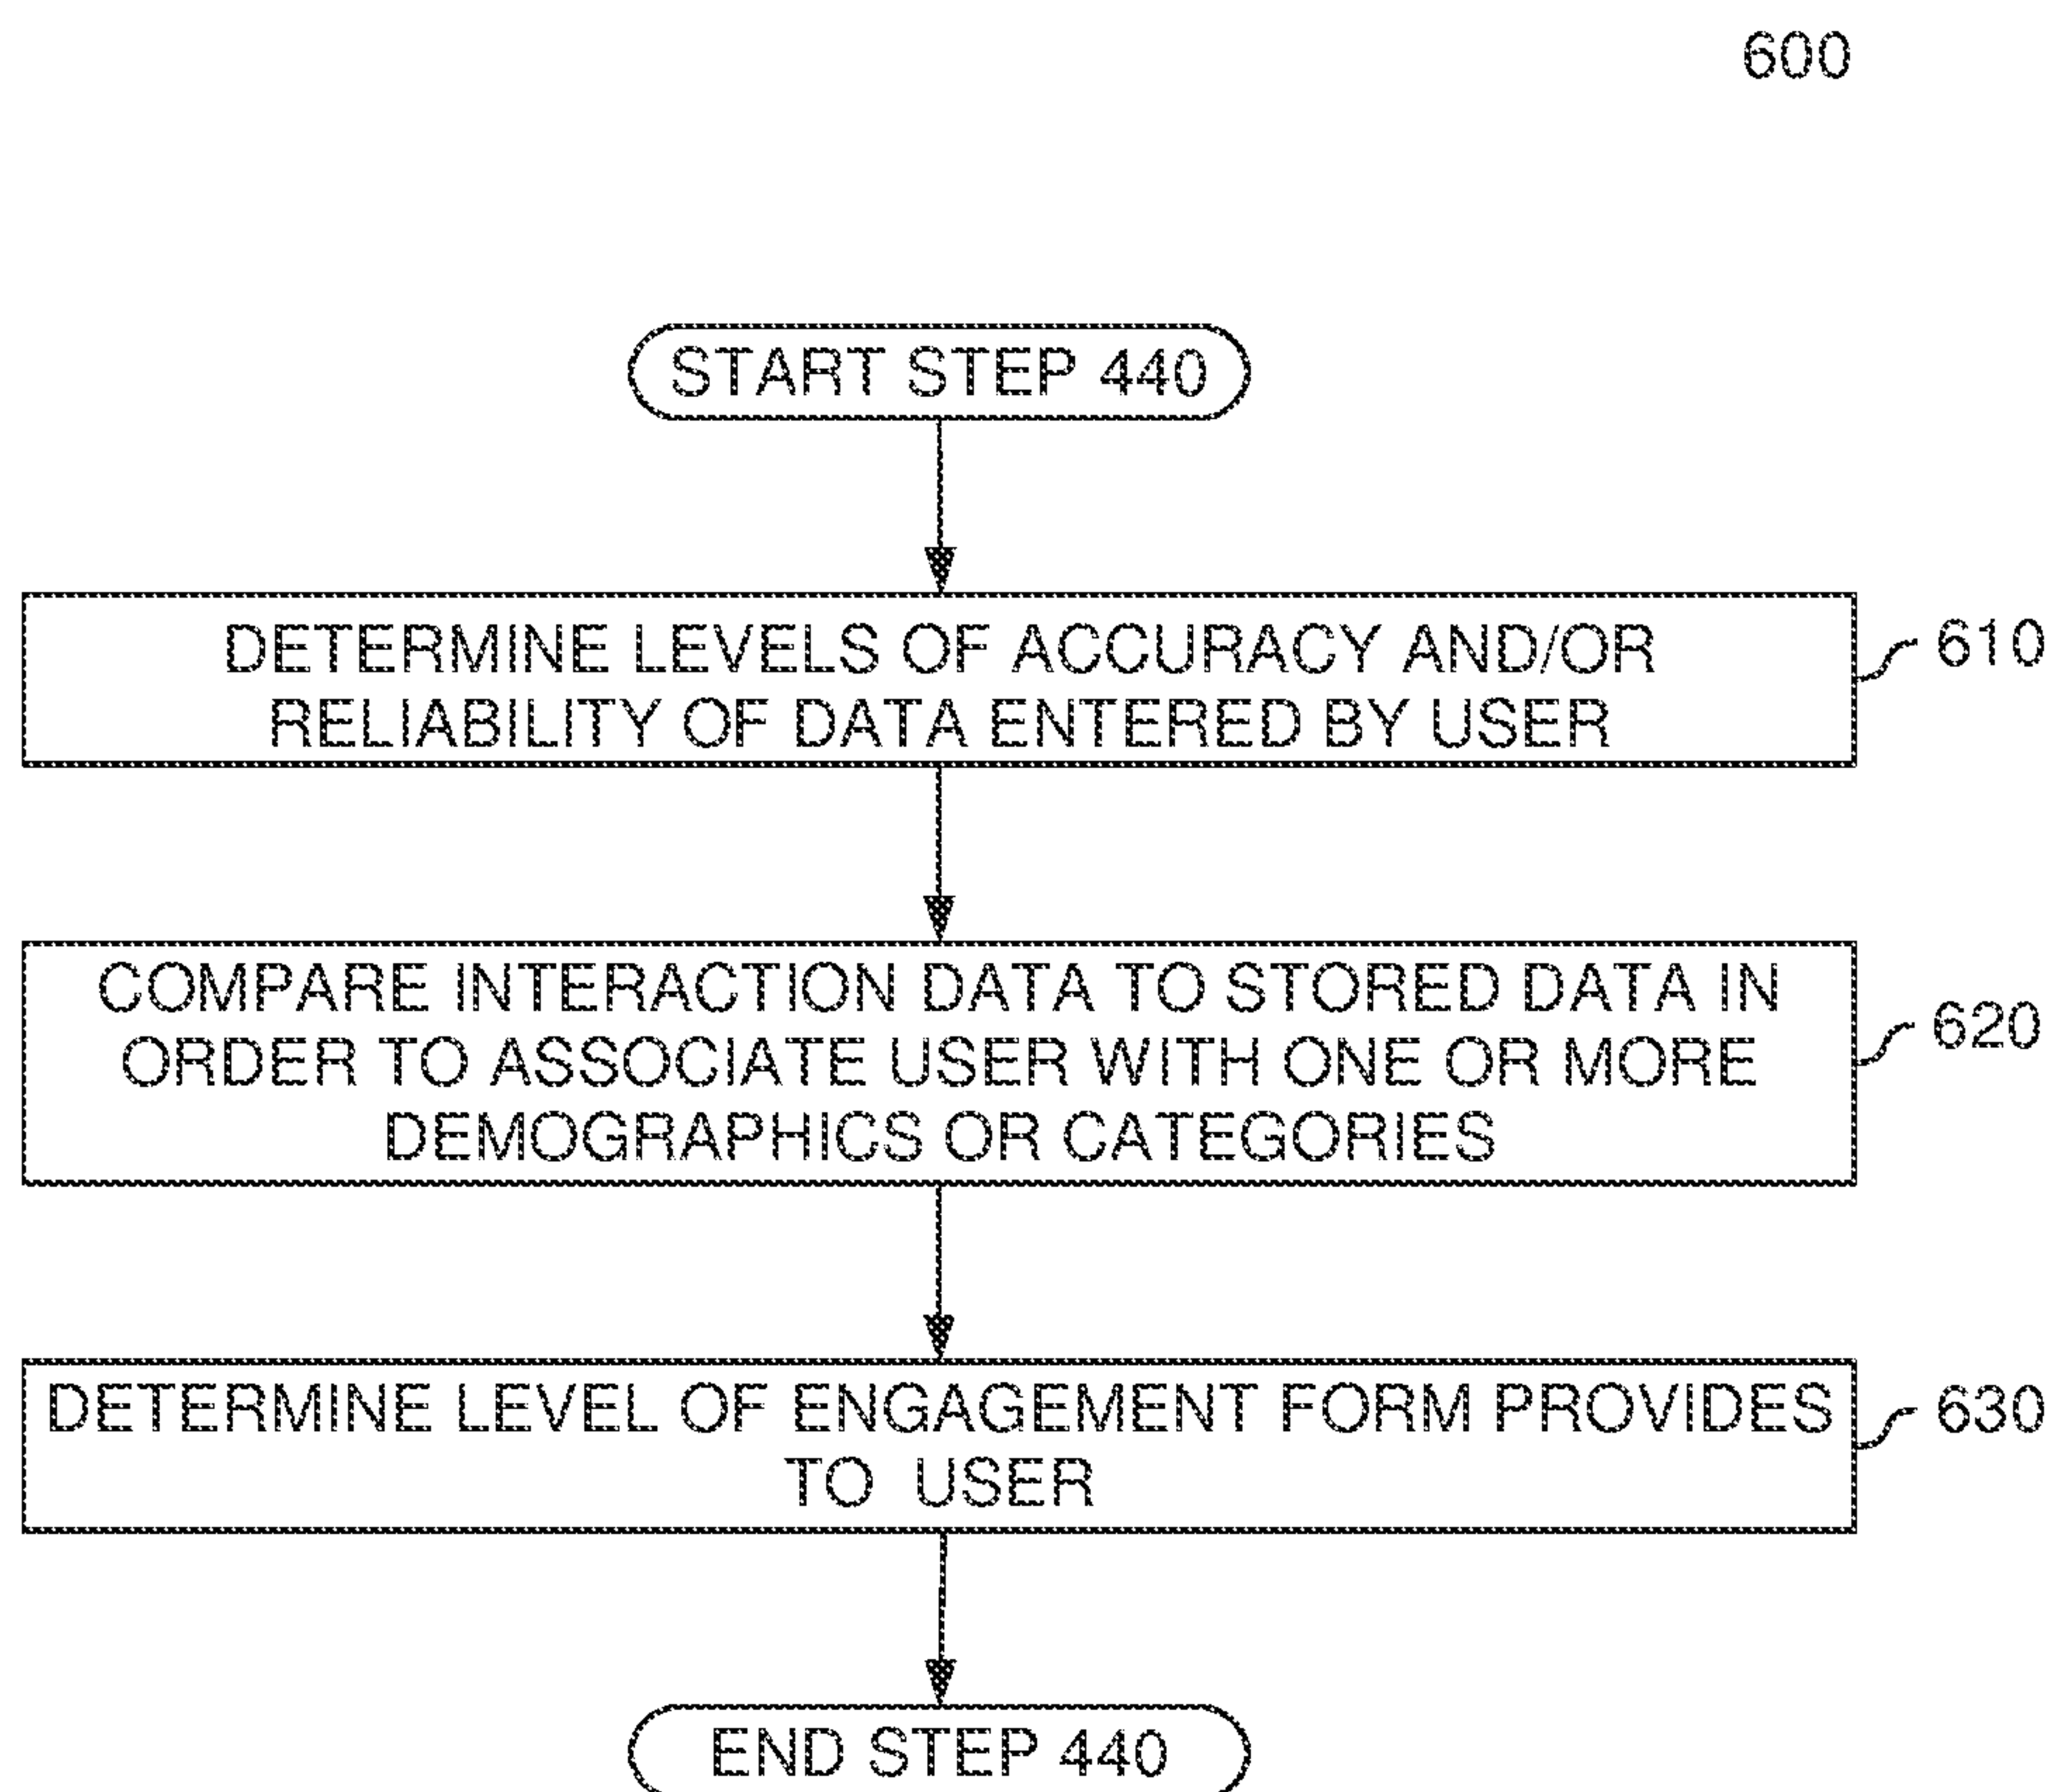 600
START STEP 440
DETERMINE LEVELS OF ACCURACY AND/OR
RELIABILITY OF DATA ENTERED BY USER
610
COMPARE INTERACTION DATA TO STORED DATA IN
ORDER TO ASSOCIATE USER WITH ONE OR MORE
DEMOGRAPHICS OR CATEGORIES
620
DETERMINE LEVEL OF ENGAGEMENT FORM PROVIDES
TO USER
630
END STEP 440